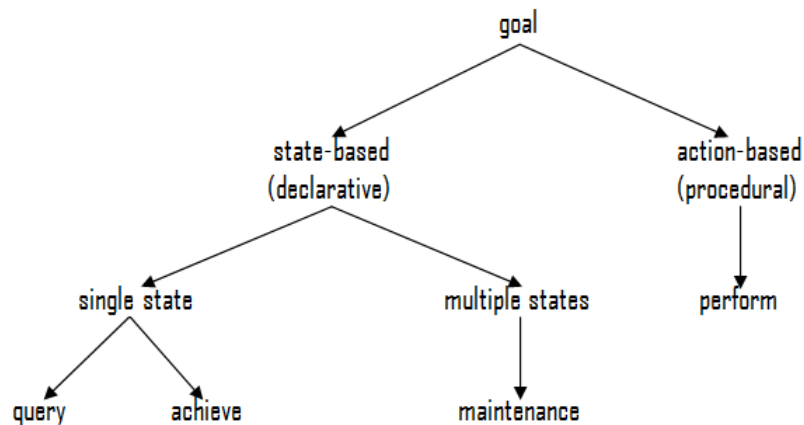 goal
state-based
(declarative)
action-based
(procedural)
single state
multiple states
perform
query
achieve
maintenance